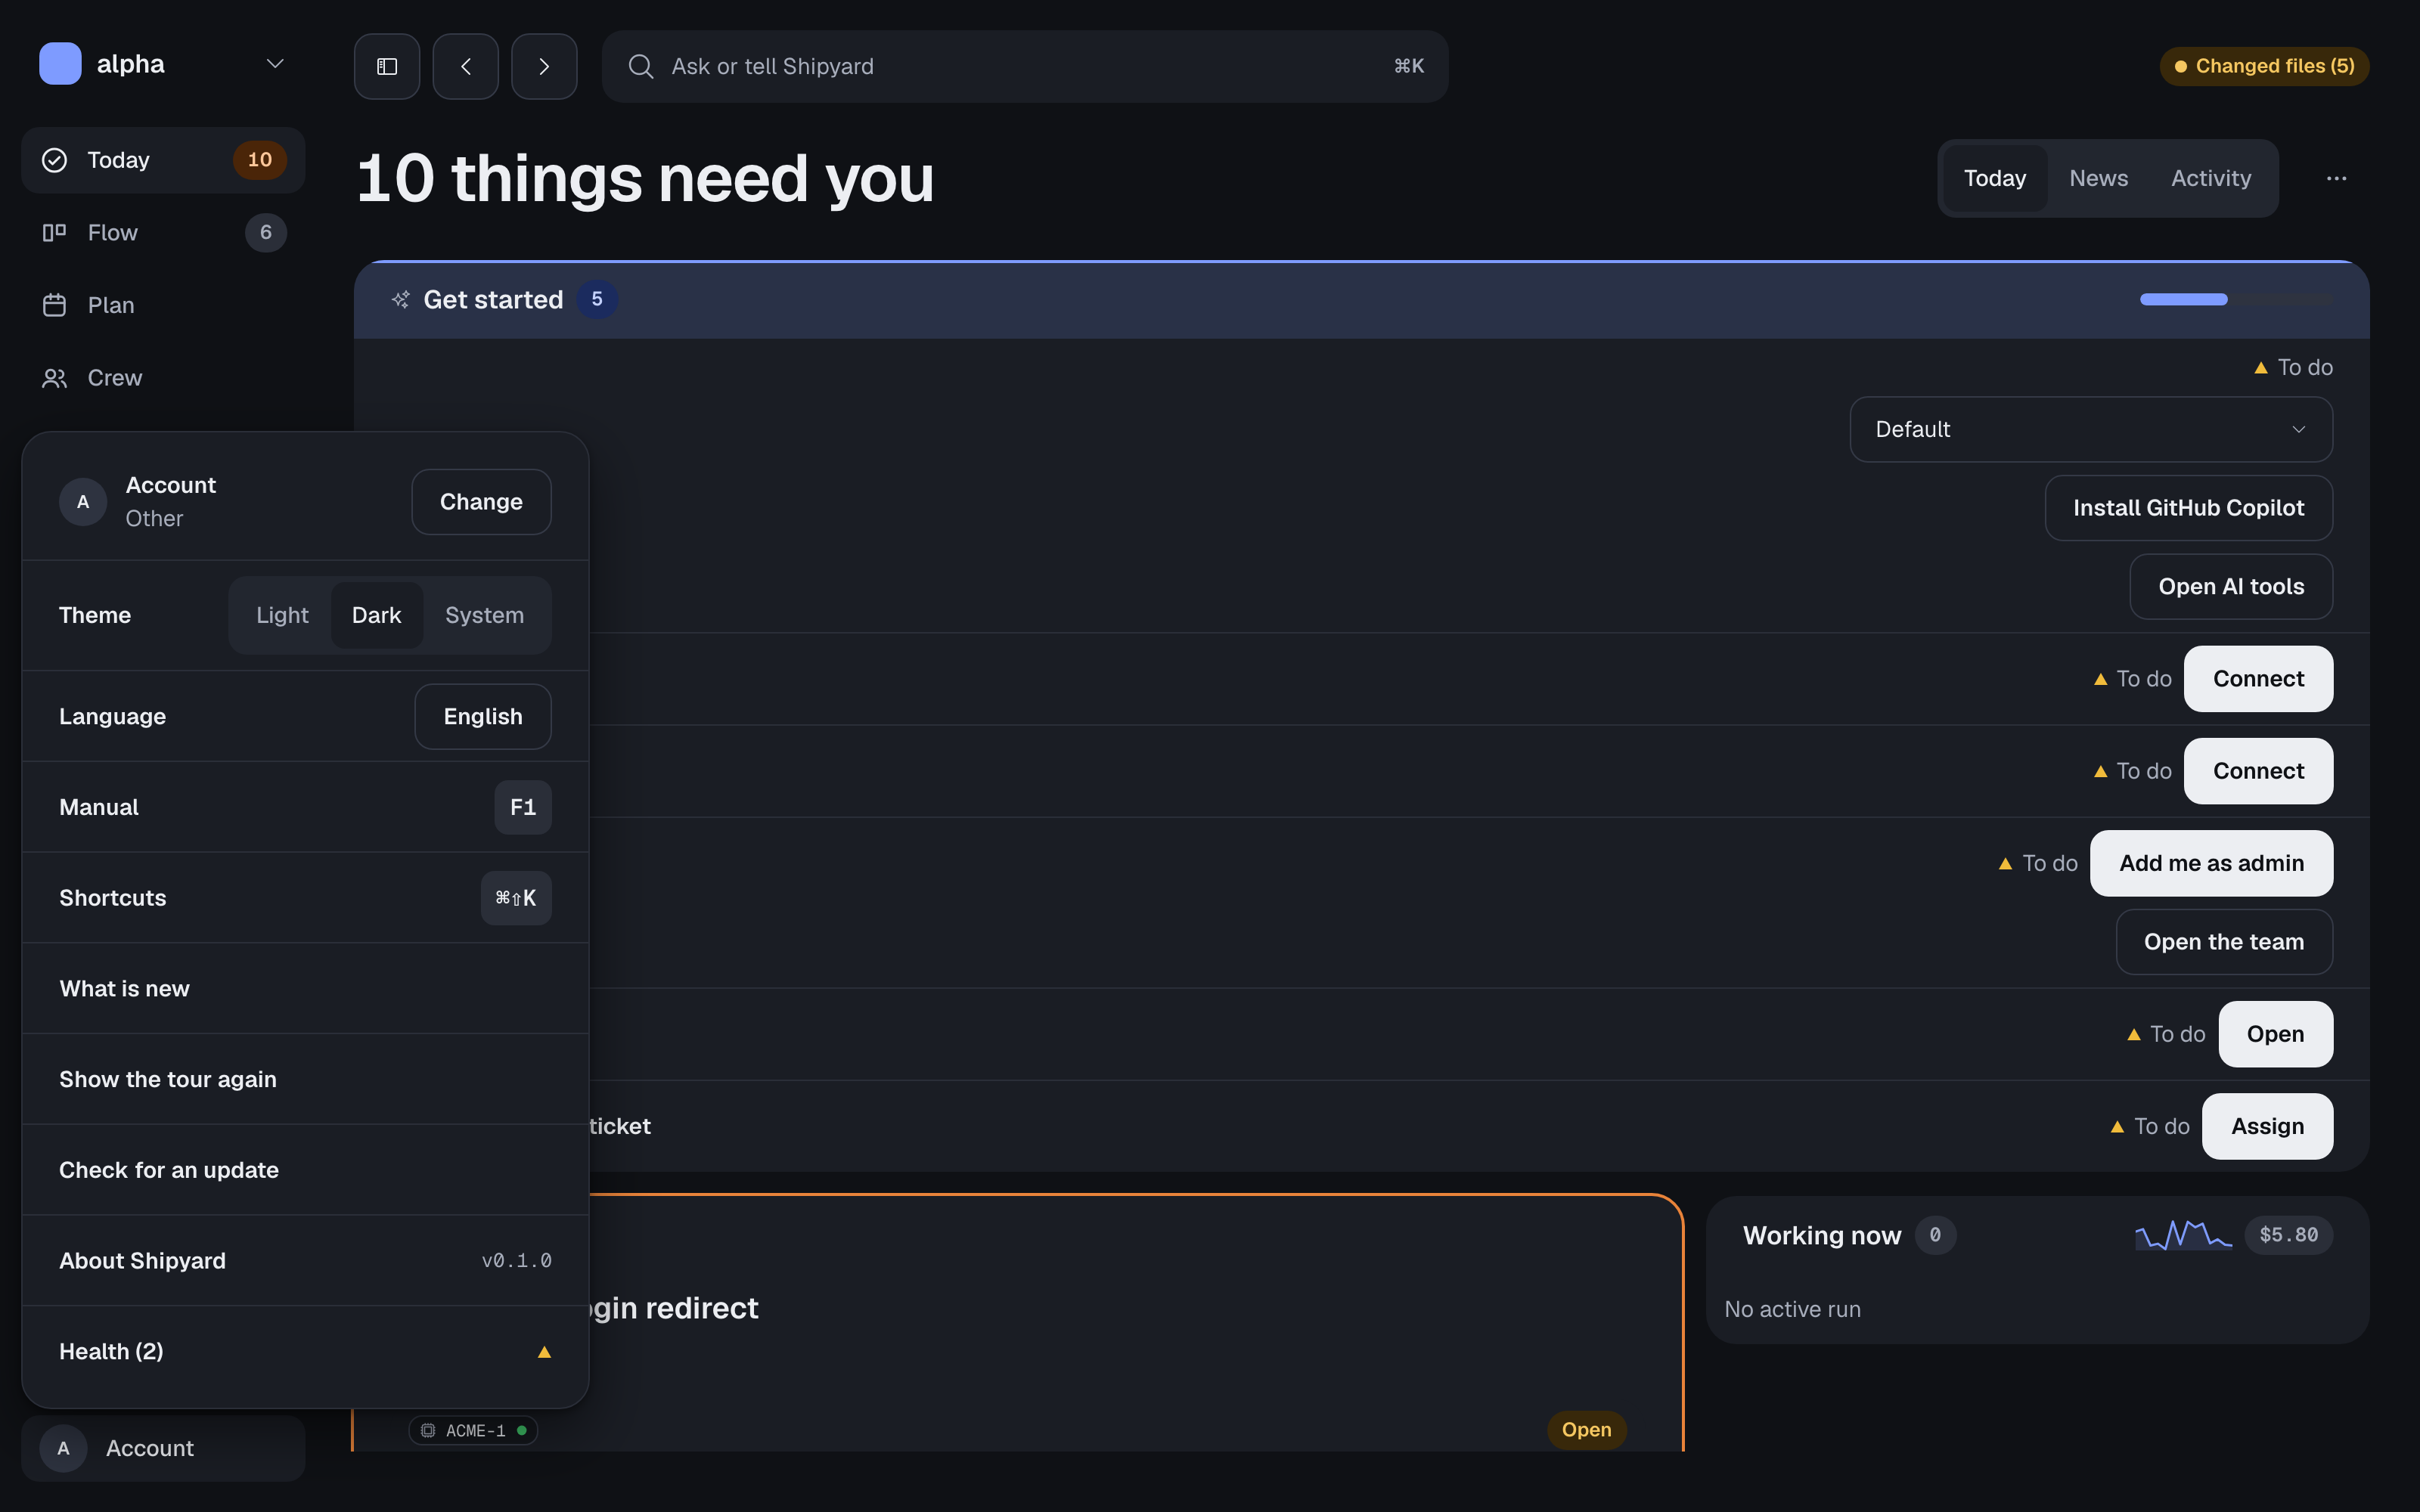 alpha
Ask or tell Shipyard
⌘K
Changed files (5)
Today
10
Flow
6
Plan
Crew
10 things need you
Today
News
Activity
Get started
5
To do
Default
Install GitHub Copilot
Open AI tools
To do
Connect
To do
Connect
To do
Add me as admin
Open the team
To do
Open
ticket
To do
Assign
A
Account
Other
Change
Theme
Light
Dark
System
Language
English
Manual
F1
Shortcuts
⌘⇧K
What is new
Show the tour again
Check for an update
About Shipyard
v0.1.0
Health (2)
redirect
ACME-1
Open
Working now
0
$5.80
No active run
A
Account